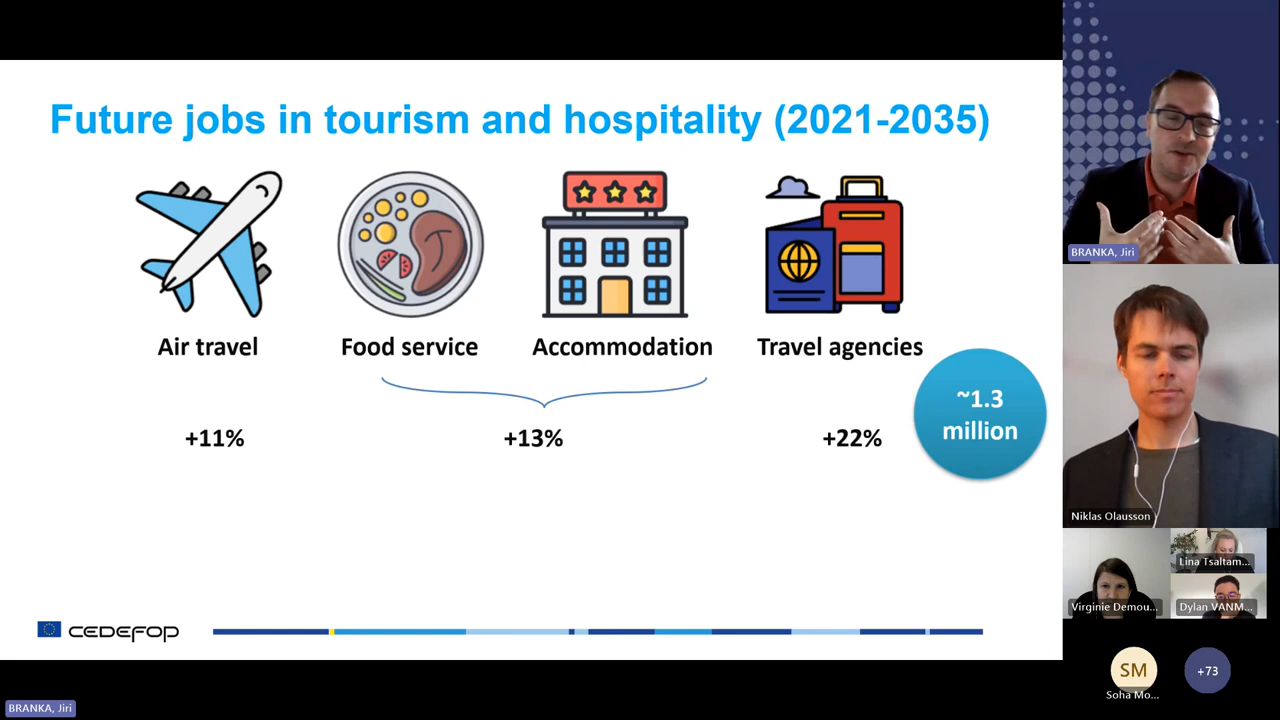 Future jobs in tourism and hospitality (2021-2035)
Air travel
Food service
Accommodation
Travel agencies
+11%
+13%
+22%
~1.3
million
CEDEFOP
BRANKA, Jiri
BRANKA, Jiri
Niklas Olausson
Virginie Demou...
Lina Tsaltam...
Dylan VANM...
SM
Soha Mo...
+73